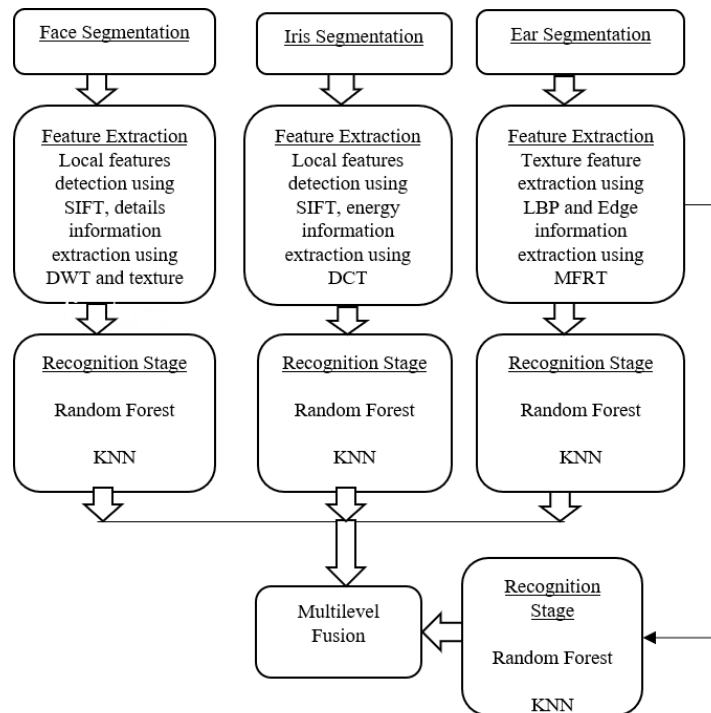 Face Segmentation
Iris Segmentation
Ear Segmentation
Feature Extraction
Local features
detection using
SIFT, details
information
extraction using
DWT and texture
Feature Extraction
Local features
detection using
SIFT, energy
information
extraction using
DCT
Feature Extraction
Texture feature
extraction using
LBP and Edge
information
extraction using
MFRT
Recognition Stage
Random Forest
KNN
Recognition Stage
Random Forest
KNN
Recognition Stage
Random Forest
KNN
Multilevel
Fusion
Recognition
Stage
Random Forest
KNN